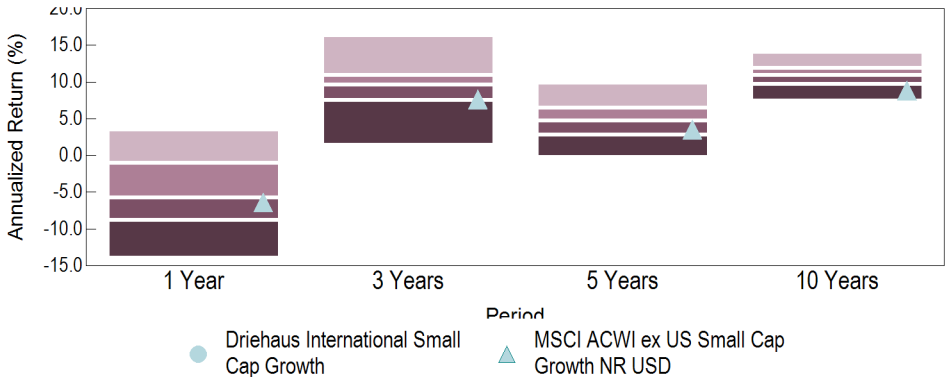 20.0
15.0
10.0
5.0
0.0
-5.0
-10.0
-15.0
Annualized Return (%)
1 Year 3 Years 5 Years 10 Years
Period
Driehaus International Small
Cap Growth
MSCI ACWI ex US Small Cap
Growth NR USD